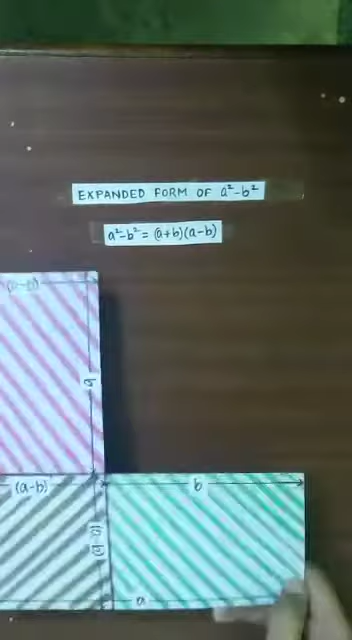 EXPANDED FORM OF a²-b²
a²-b² = (a+b)(a-b)
(a-b)
b
(a-b)
b
(a-b)
a